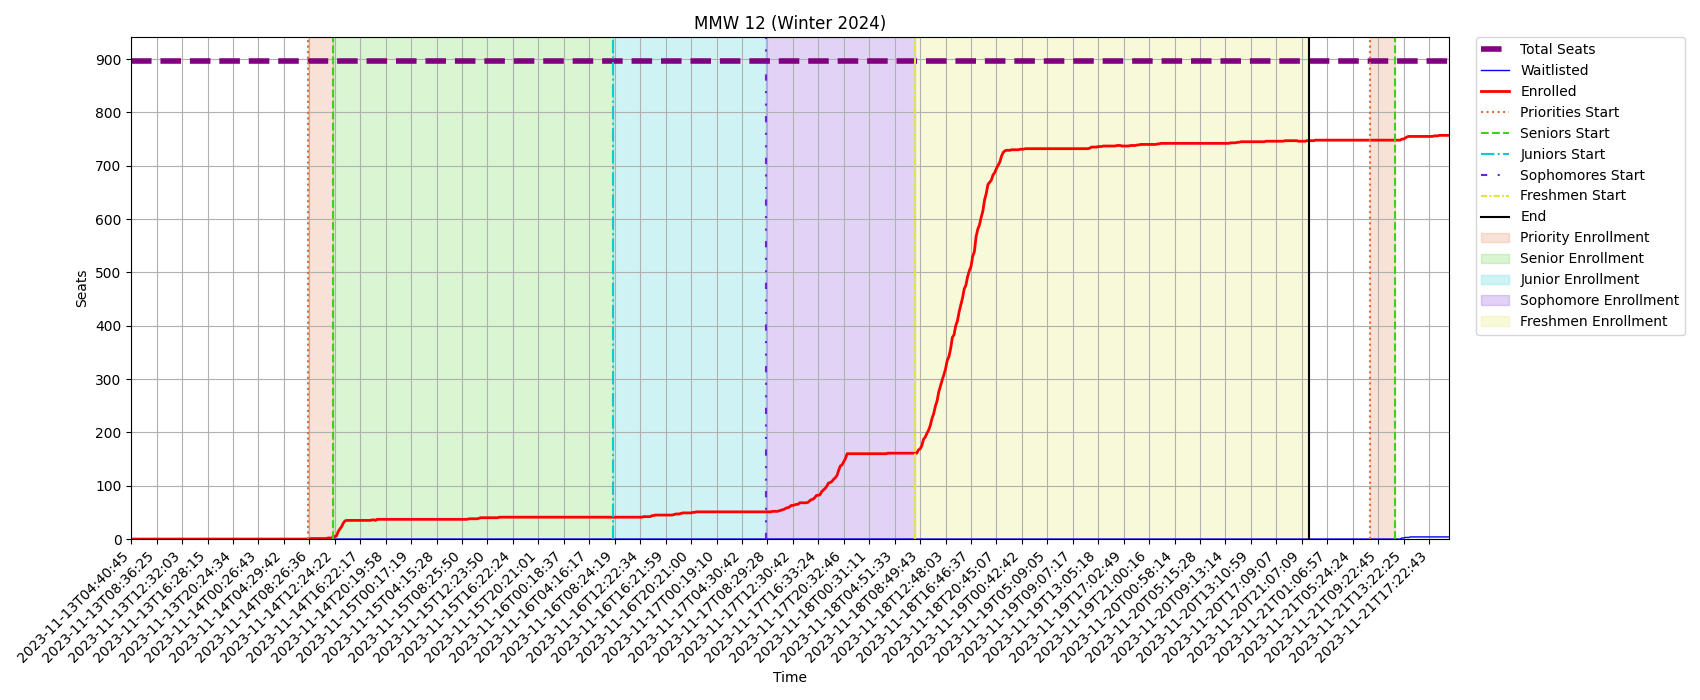 MMW 12 (Winter 2024)
Seats
900
800
700
600
500
400
300
200
100
0
2023-11-13T04:40:45
2023-11-13T08:36:25
2023-11-13T12:32:03
2023-11-13T16:28:15
2023-11-13T20:24:34
2023-11-14T00:26:43
2023-11-14T04:29:42
2023-11-14T08:26:36
2023-11-14T12:24:22
2023-11-14T16:22:17
2023-11-14T20:19:58
2023-11-15T00:17:19
2023-11-15T04:15:28
2023-11-15T08:25:50
2023-11-15T12:23:50
2023-11-15T16:22:24
2023-11-15T20:21:01
2023-11-16T00:18:37
2023-11-16T04:16:17
2023-11-16T08:24:19
2023-11-16T12:22:34
2023-11-16T16:21:59
2023-11-16T20:21:00
2023-11-17T00:19:10
2023-11-17T04:30:42
2023-11-17T08:29:28
2023-11-17T12:30:42
2023-11-17T16:33:24
2023-11-17T20:32:46
2023-11-18T00:31:11
2023-11-18T04:51:33
2023-11-18T08:49:43
2023-11-18T12:48:03
2023-11-18T16:46:37
2023-11-18T20:45:07
2023-11-19T00:42:42
2023-11-19T05:09:05
2023-11-19T09:07:17
2023-11-19T13:05:18
2023-11-19T17:02:49
2023-11-19T21:00:16
2023-11-20T00:58:14
2023-11-20T05:15:28
2023-11-20T09:13:14
2023-11-20T13:10:59
2023-11-20T17:09:07
2023-11-20T21:07:09
2023-11-21T01:06:57
2023-11-21T05:24:24
2023-11-21T09:22:45
2023-11-21T13:22:25
2023-11-21T17:22:43
Time
Total Seats
Waitlisted
Enrolled
Priorities Start
Seniors Start
Juniors Start
Sophomores Start
Freshmen Start
End
Priority Enrollment
Senior Enrollment
Junior Enrollment
Sophomore Enrollment
Freshmen Enrollment